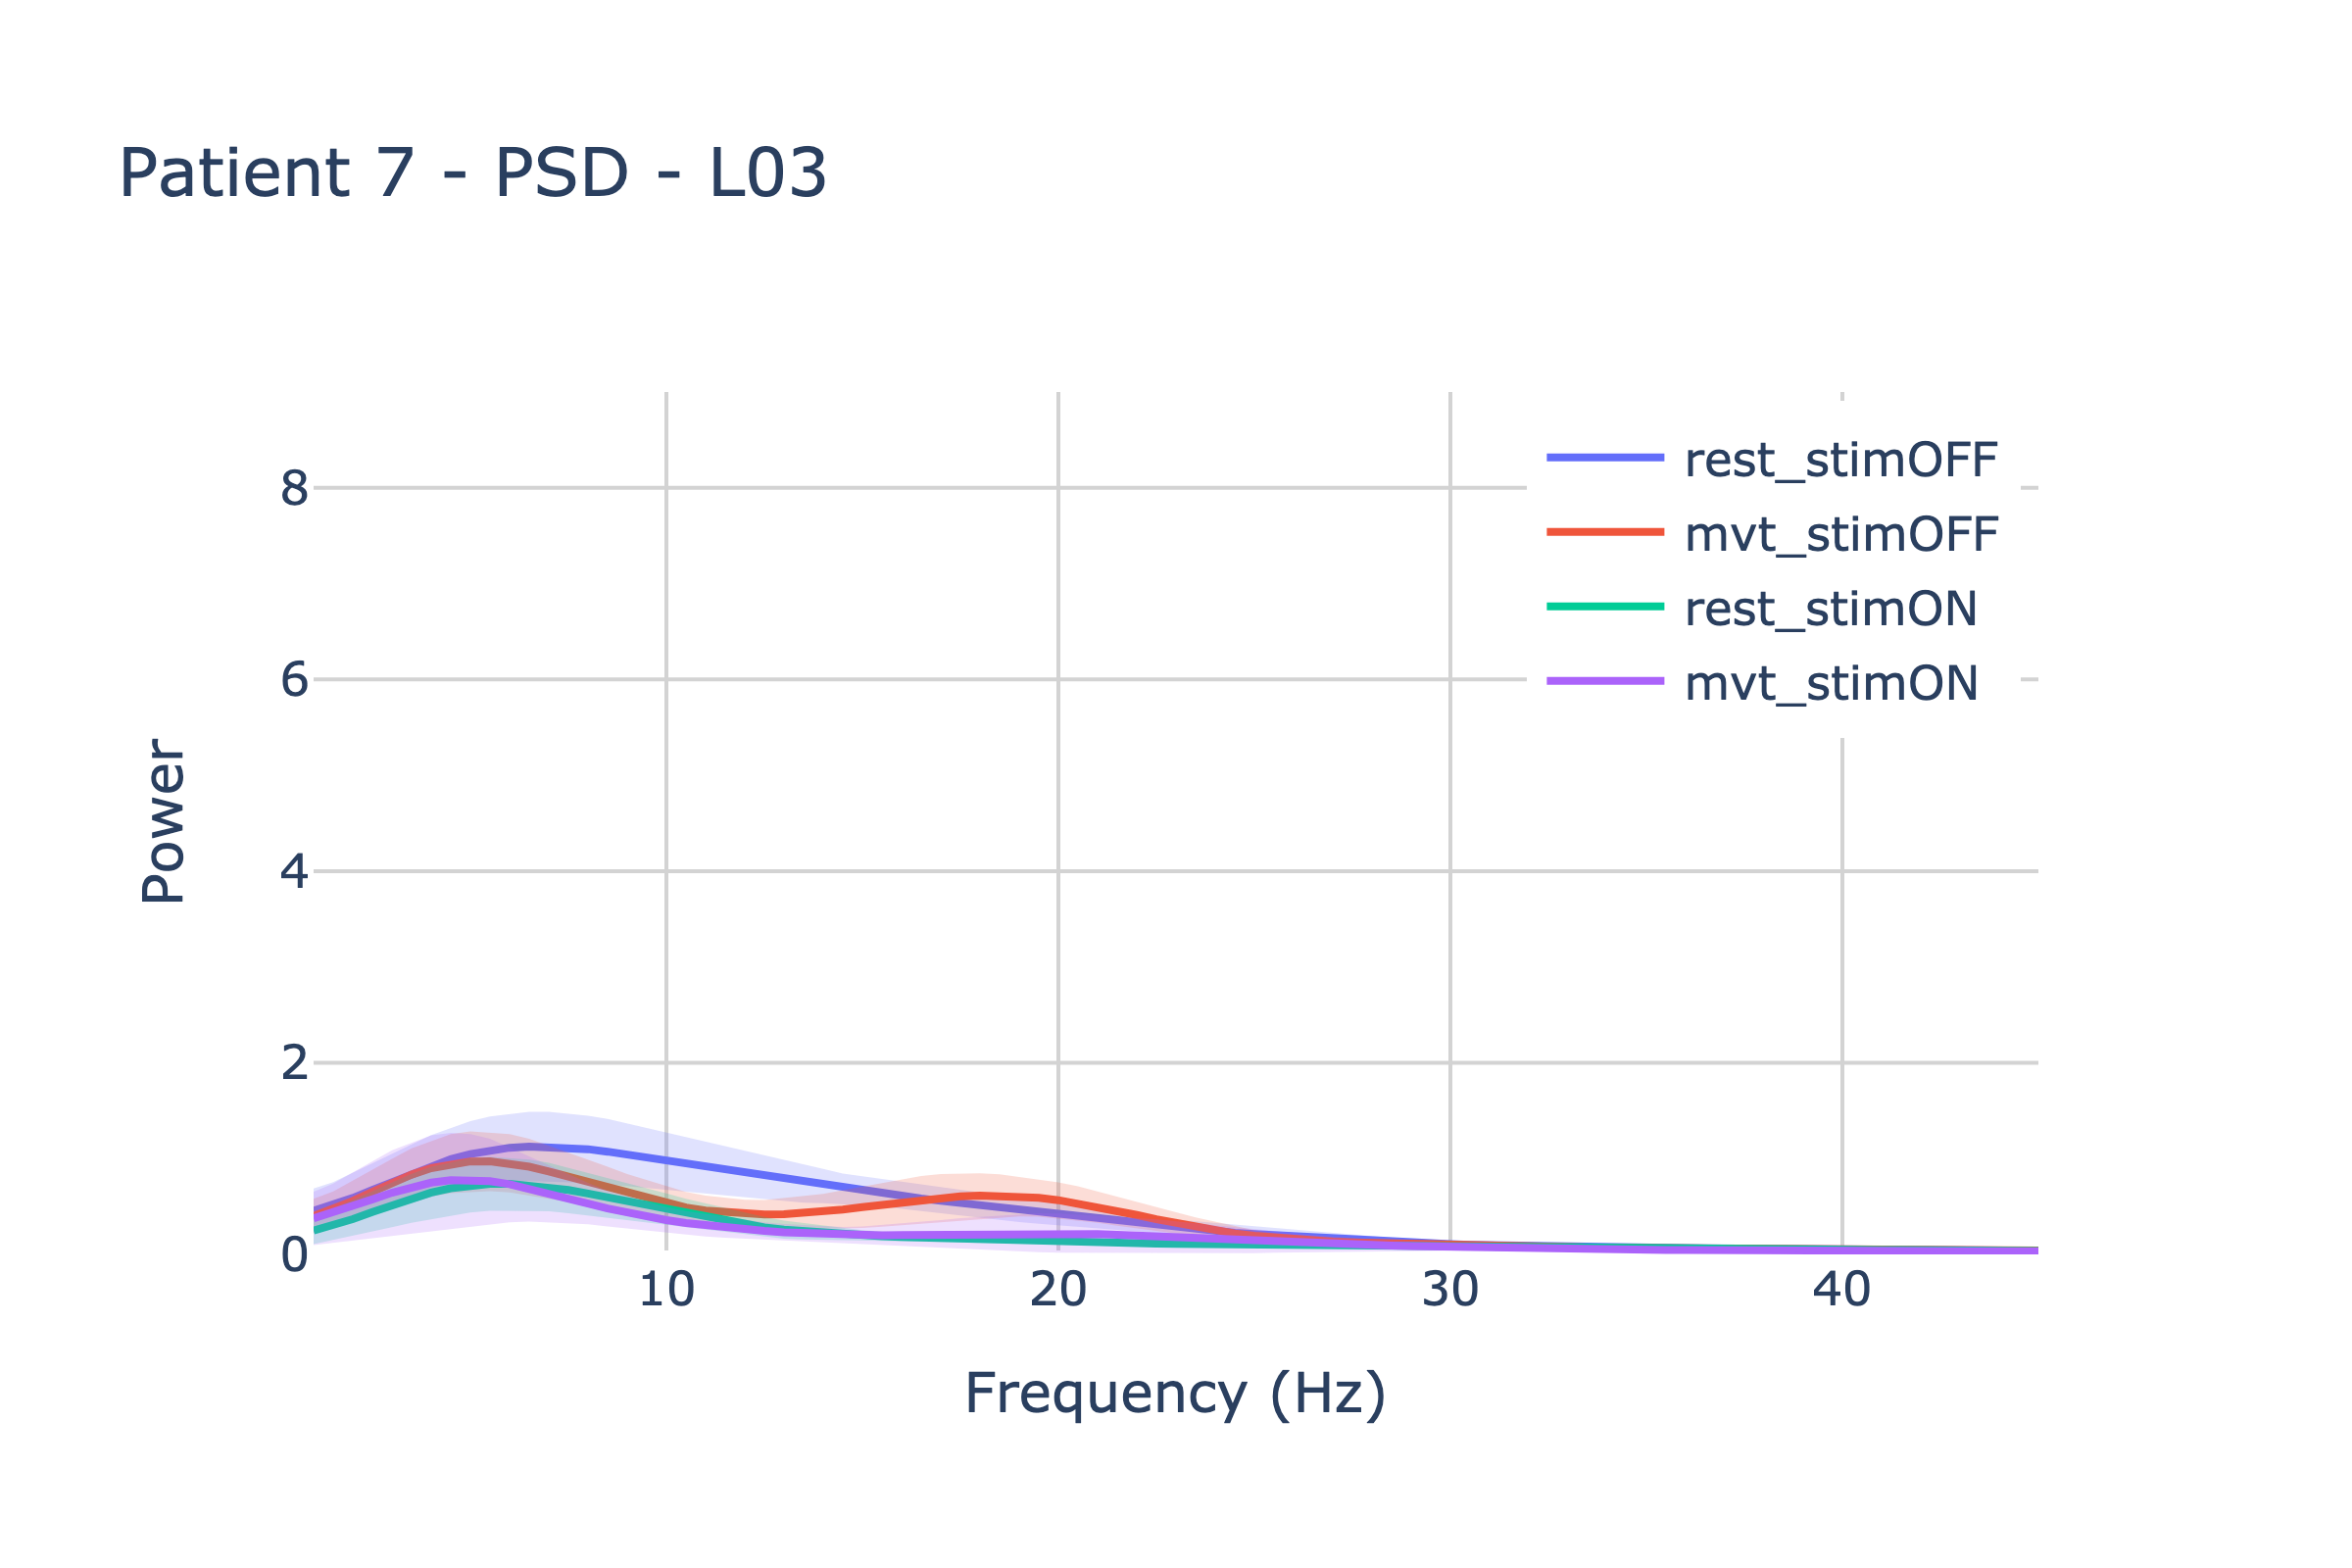 Patient 7 - PSD - L03
rest_stimOFF
mvt_stimOFF
rest_stimON
mvt_stimON
8
6
4
2
0
Power
10 20 30 40
Frequency (Hz)